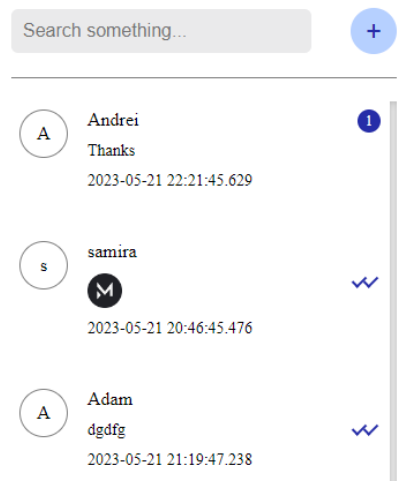 Search something...
+
A
Andrei
1
Thanks
2023-05-21 22:21:45.629
s
samira
M
2023-05-21 20:46:45.476
A
Adam
dgdfg
2023-05-21 21:19:47.238